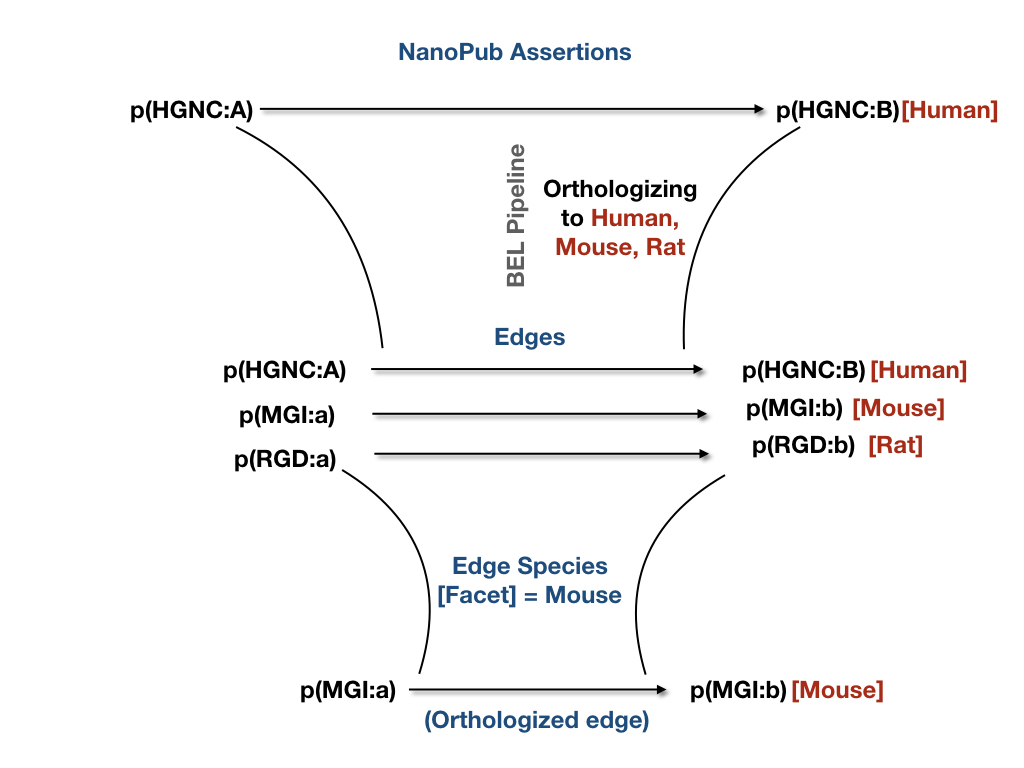 NanoPub Assertions
p(HGNC:A)
p(HGNC:B)[Human]
BEL Pipeline
Orthologizing
to Human,
Mouse, Rat
Edges
p(HGNC:A)
p(HGNC:B) [Human]
p(MGI:a)
p(MGI:b) [Mouse]
p(RGD:a)
p(RGD:b) [Rat]
Edge Species
[Facet] = Mouse
p(MGI:a)
p(MGI:b) [Mouse]
(Orthologized edge)